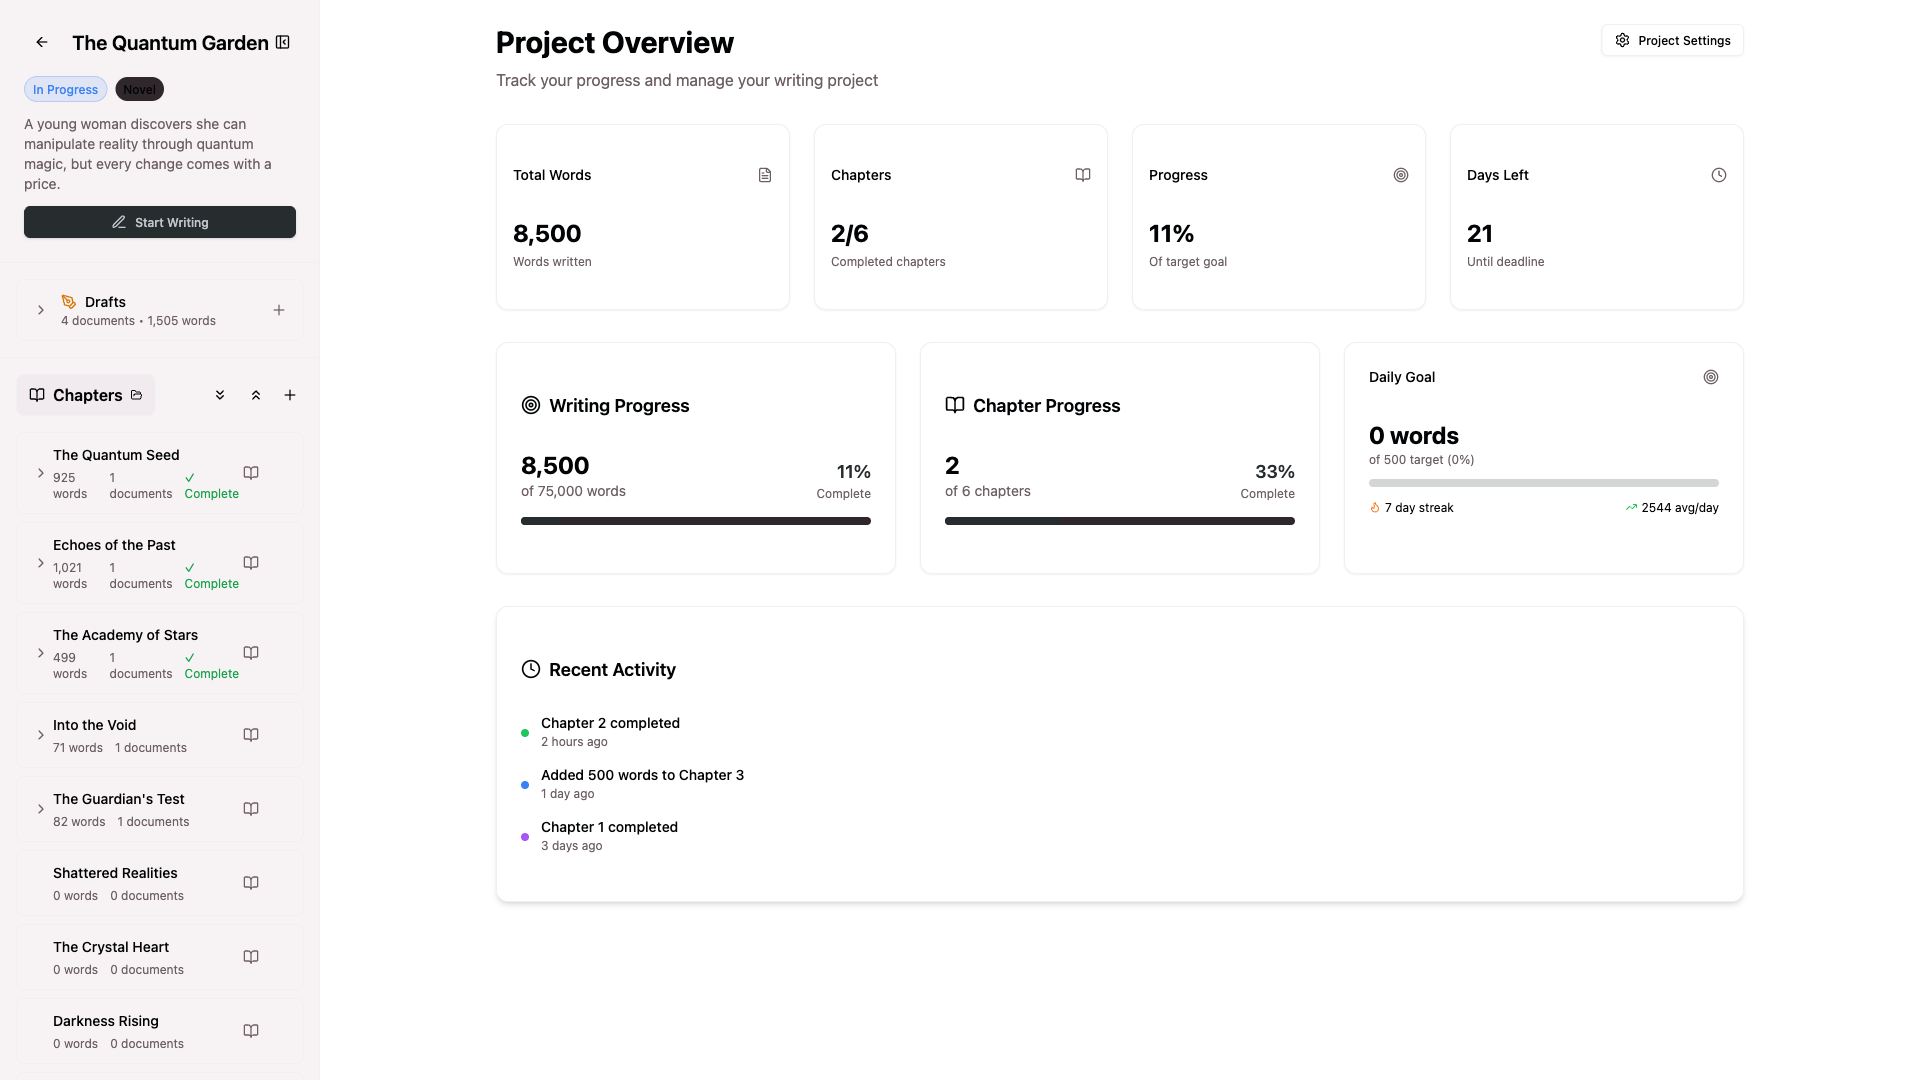 The Quantum Garden
In Progress
Novel
A young woman discovers she can
manipulate reality through quantum
magic, but every change comes with a
price.
Start Writing
Drafts
4 documents • 1,505 words
Chapters
The Quantum Seed
925 words
1 documents
✓ Complete
Echoes of the Past
1,021 words
1 documents
✓ Complete
The Academy of Stars
499 words
1 documents
✓ Complete
Into the Void
71 words 1 documents
The Guardian's Test
82 words 1 documents
Shattered Realities
0 words 0 documents
The Crystal Heart
0 words 0 documents
Darkness Rising
0 words 0 documents
Project Overview
Track your progress and manage your writing project
Project Settings
Total Words
8,500
Words written
Chapters
2/6
Completed chapters
Progress
11%
Of target goal
Days Left
21
Until deadline
Writing Progress
8,500
of 75,000 words
11%
Complete
Chapter Progress
2
of 6 chapters
33%
Complete
Daily Goal
0 words
of 500 target (0%)
7 day streak
2544 avg/day
Recent Activity
Chapter 2 completed
2 hours ago
Added 500 words to Chapter 3
1 day ago
Chapter 1 completed
3 days ago